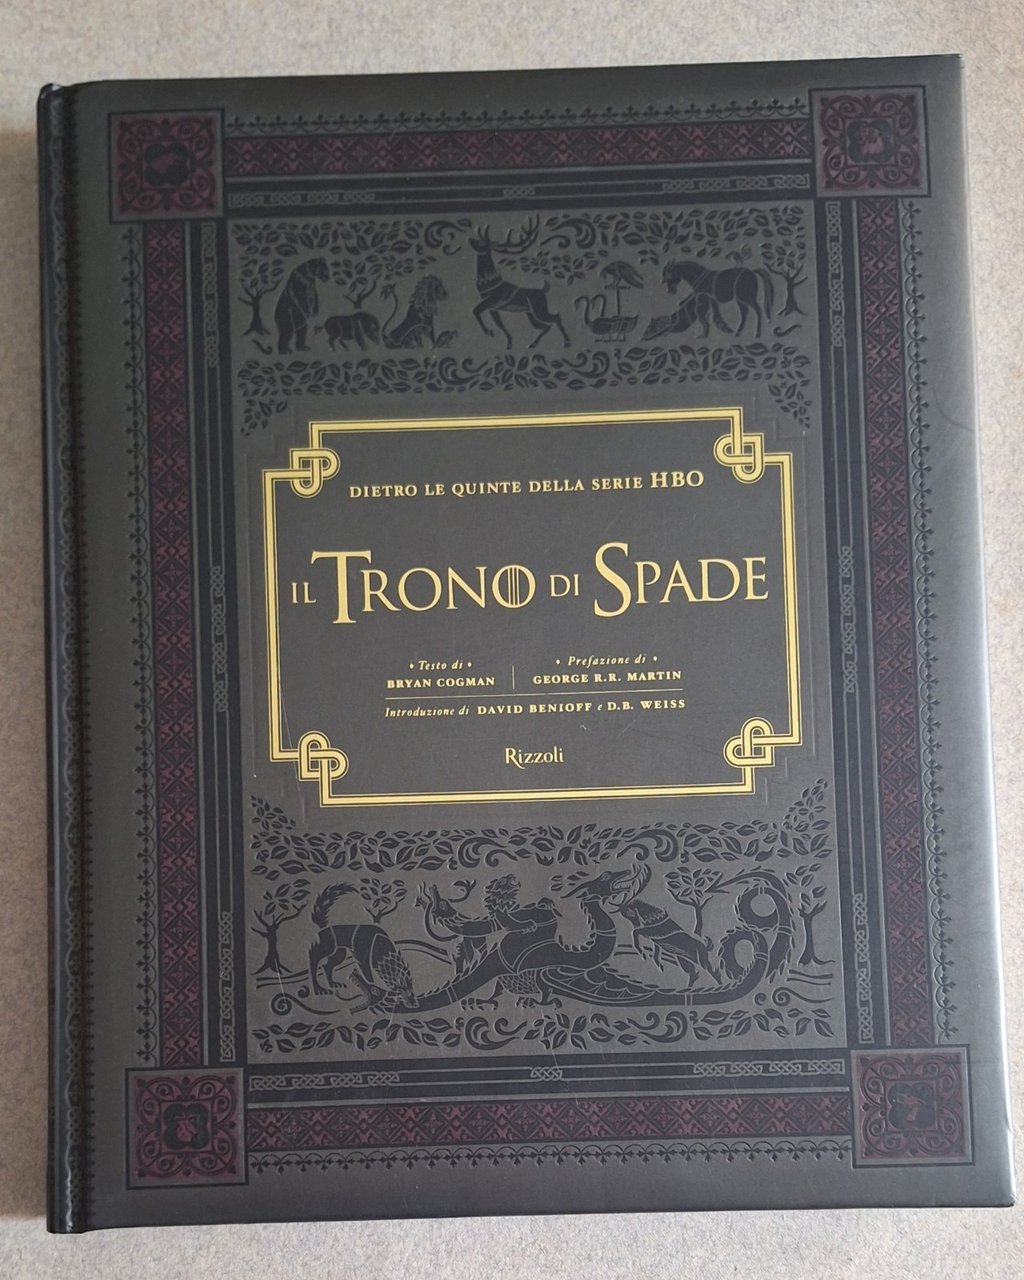 DIETRO LE QUINTE DELLA SERIE HBO
IL TRONO DI SPADE
• Testo di •
BRYAN COGMAN
• Prefazione di •
GEORGE R.R. MARTIN
Introduzione di DAVID BENIOFF e D.B. WEISS
Rizzoli